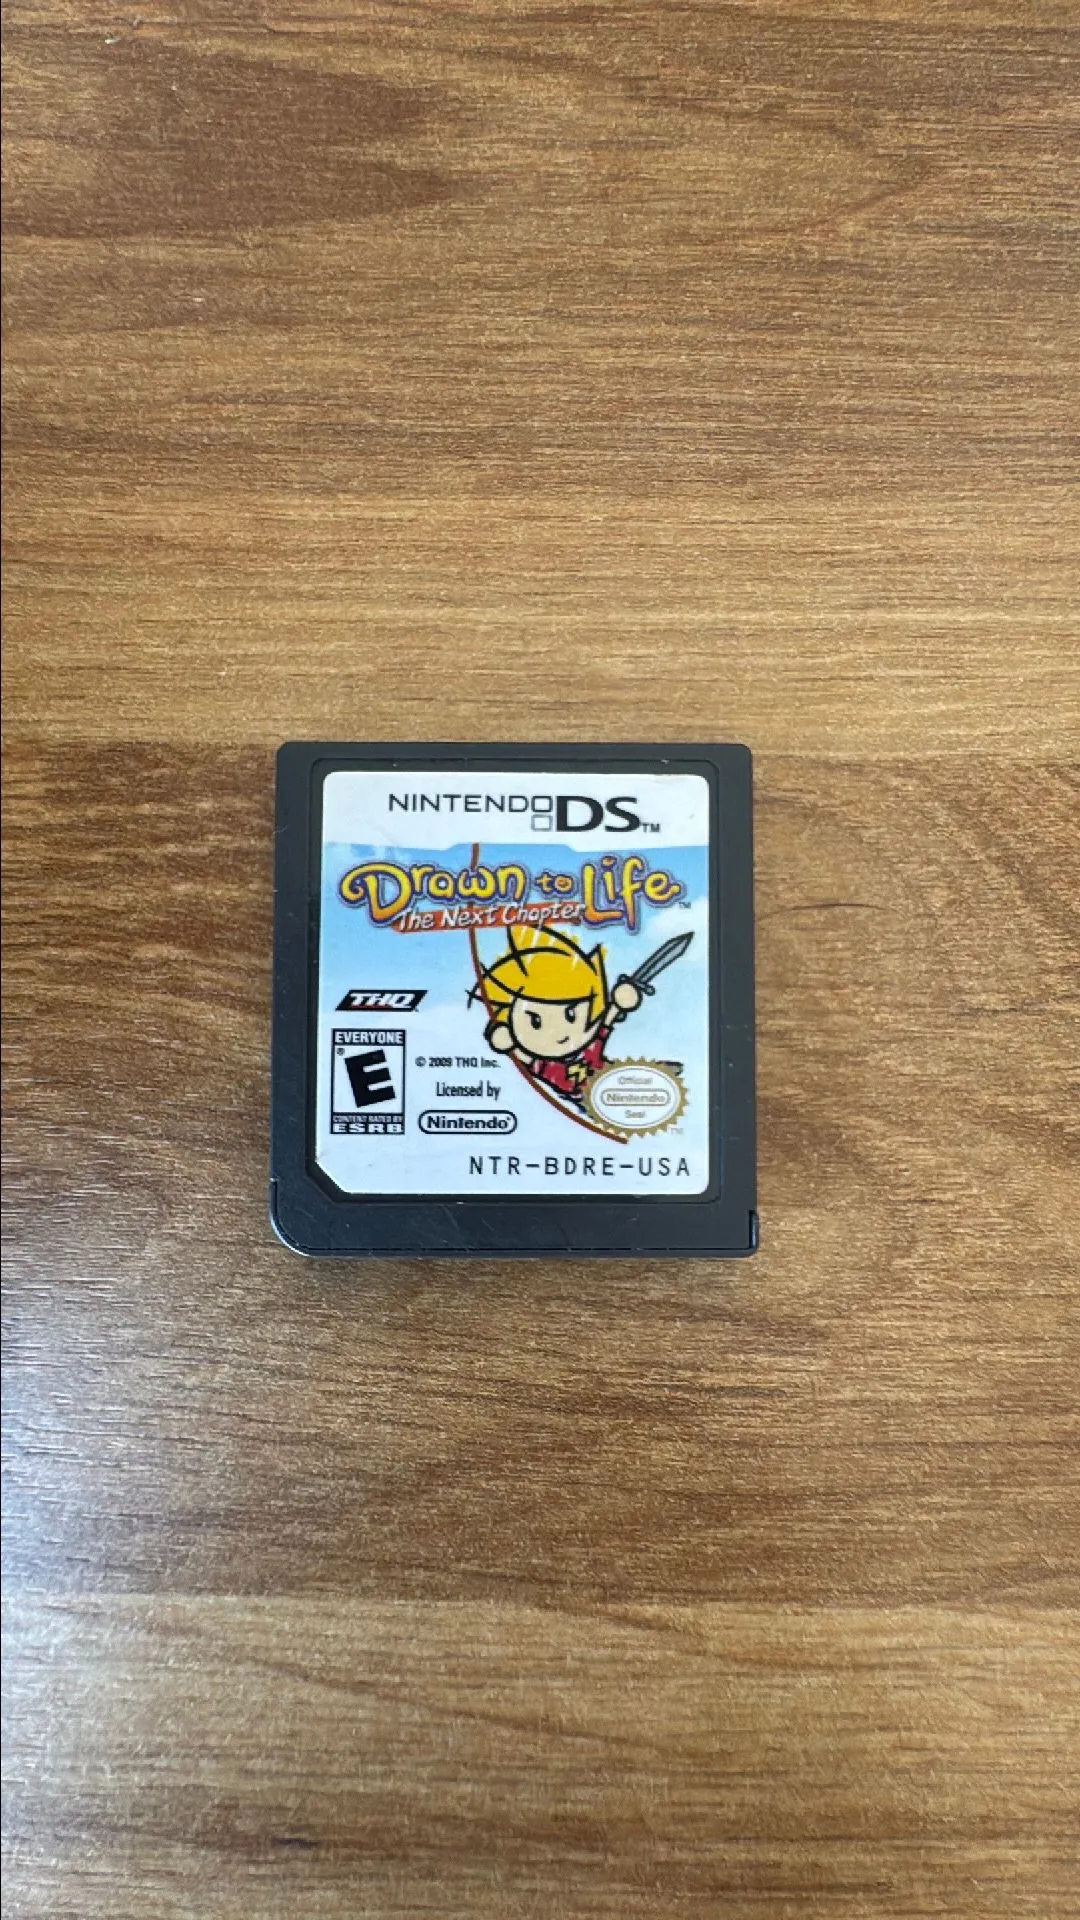 NINTENDO DS™
Drawn to Life™
The Next Chapter
THQ
EVERYONE
E
CONTENT RATED BY
ESRB
© 2009 THQ Inc.
Licensed by
Nintendo®
Official
Nintendo
Seal
TM
NTR-BDRE-USA